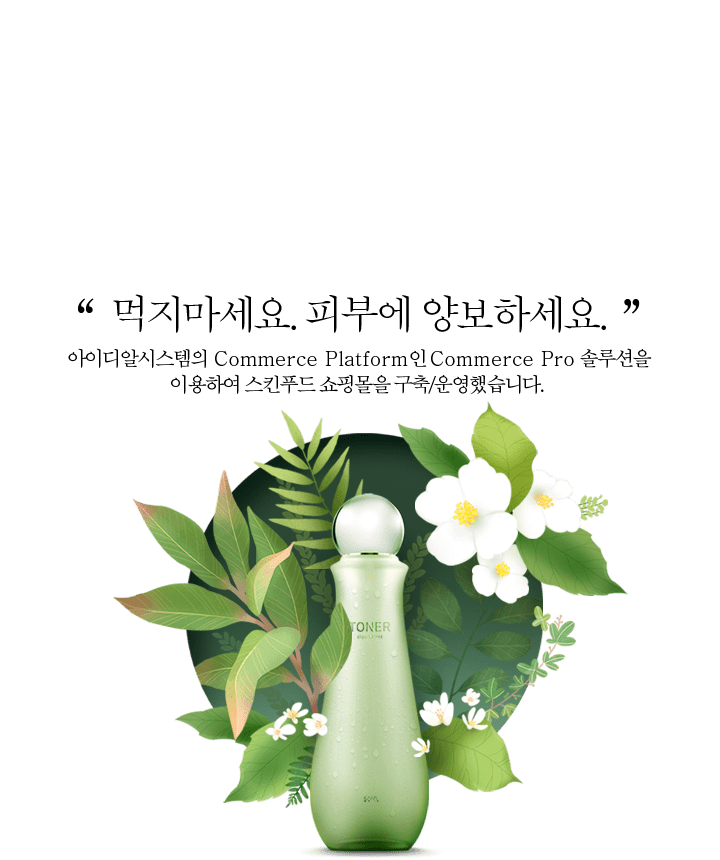 “ 먹지마세요. 피부에 양보하세요. ”
아이디알시스템의 Commerce Platform인 Commerce Pro 솔루션을
이용하여 스킨푸드 쇼핑몰을 구축/운영했습니다.
TONER